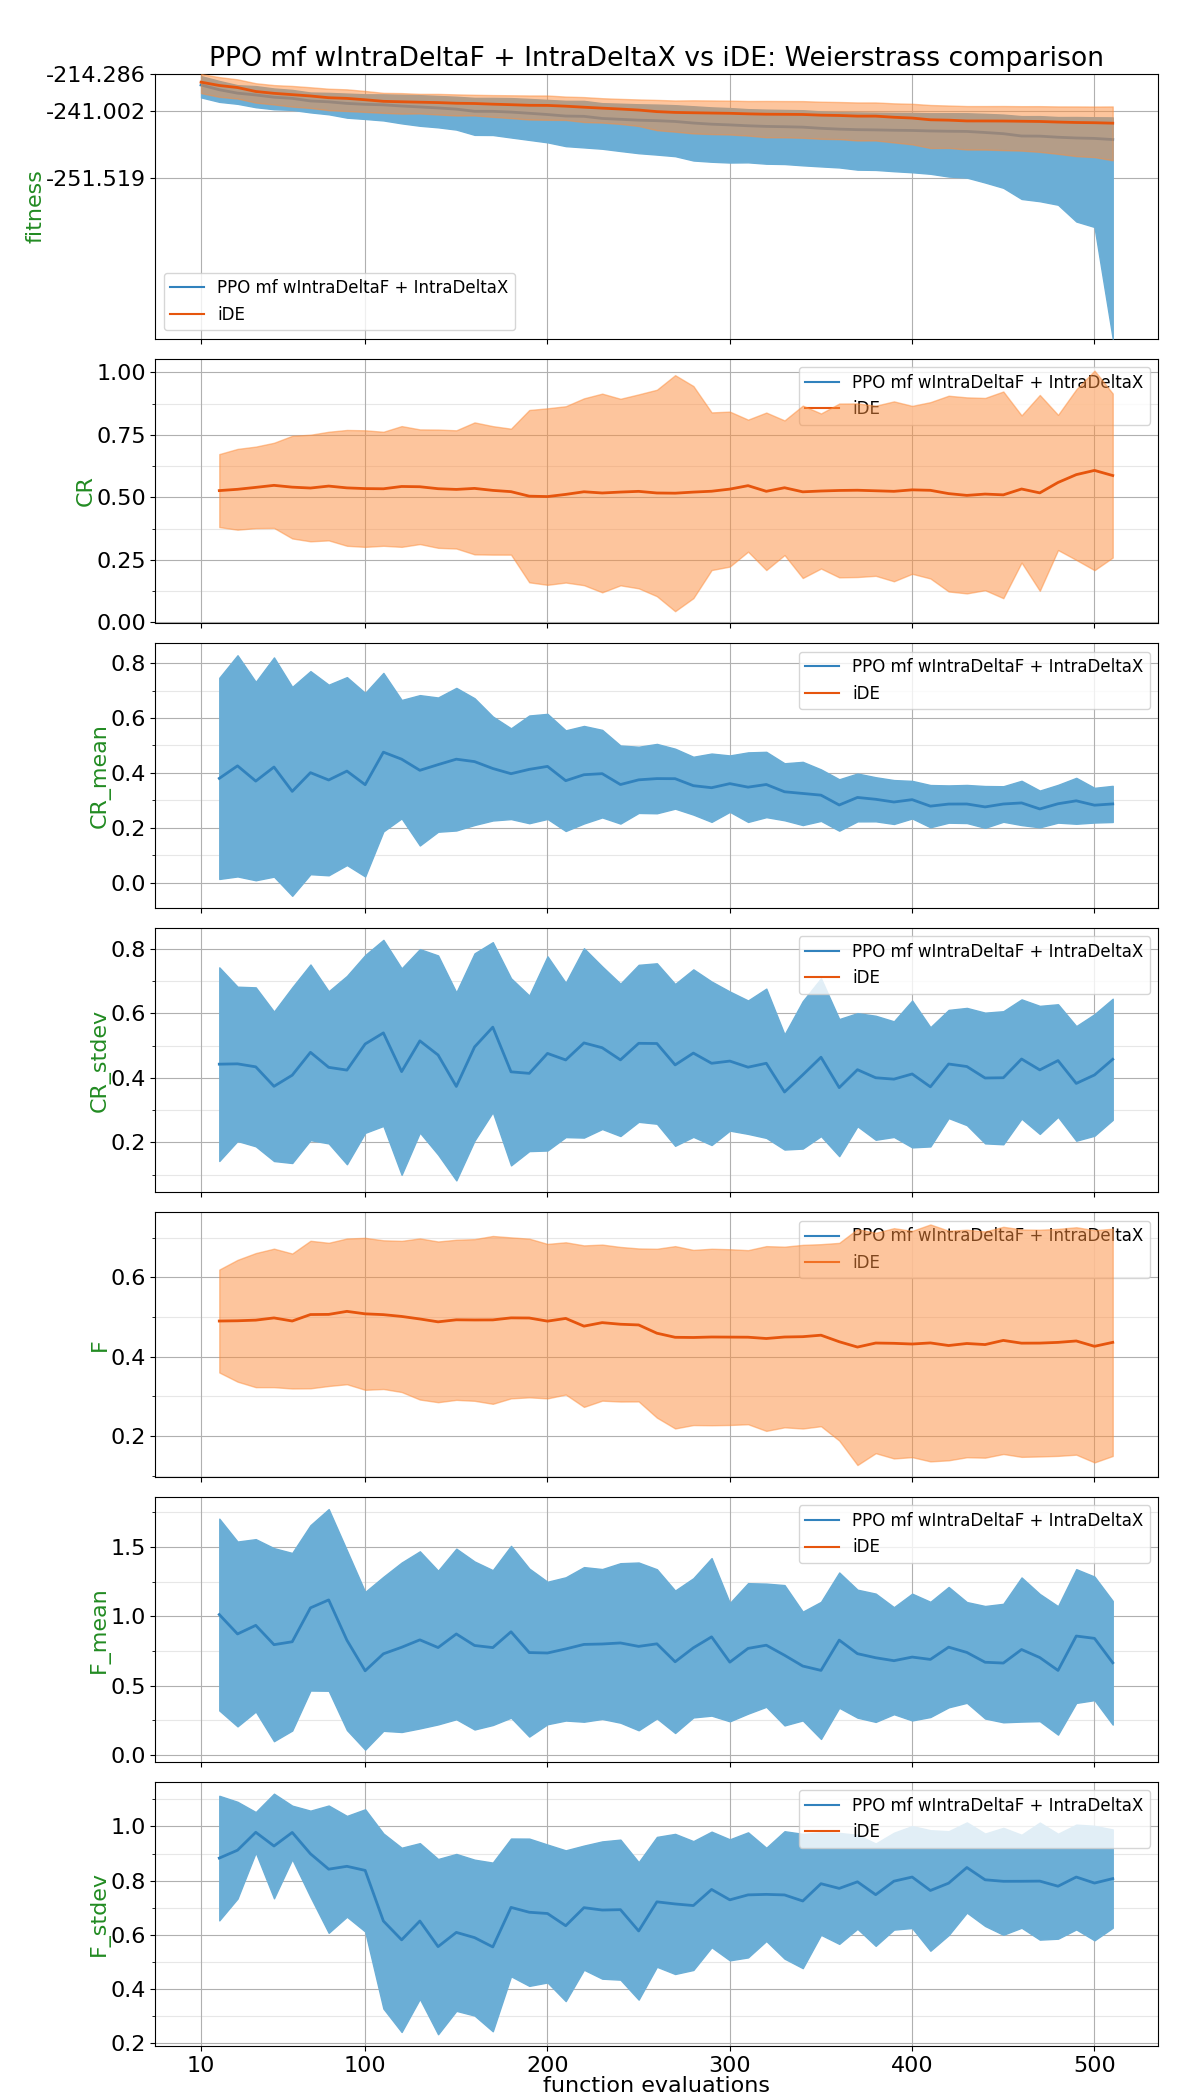 PPO mf wIntraDeltaF + IntraDeltaX vs iDE: Weierstrass comparison
-214.286
-241.002
-251.519
fitness
PPO mf wIntraDeltaF + IntraDeltaX
iDE
1.00
0.75
0.50
0.25
0.00
CR
PPO mf wIntraDeltaF + IntraDeltaX
iDE
0.8
0.6
0.4
0.2
0.0
CR_mean
PPO mf wIntraDeltaF + IntraDeltaX
iDE
0.8
0.6
0.4
0.2
CR_stdev
PPO mf wIntraDeltaF + IntraDeltaX
iDE
0.6
0.4
0.2
F
PPO mf wIntraDeltaF + IntraDeltaX
iDE
1.5
1.0
0.5
0.0
F_mean
PPO mf wIntraDeltaF + IntraDeltaX
iDE
1.0
0.8
0.6
0.4
0.2
F_stdev
PPO mf wIntraDeltaF + IntraDeltaX
iDE
10 100 200 300 400 500
function evaluations